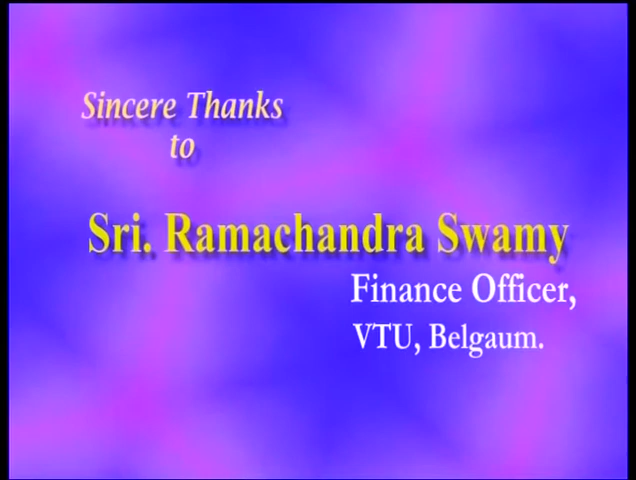 Sincere Thanks
to
Sri. Ramachandra Swamy
Finance Officer,
VTU, Belgaum.